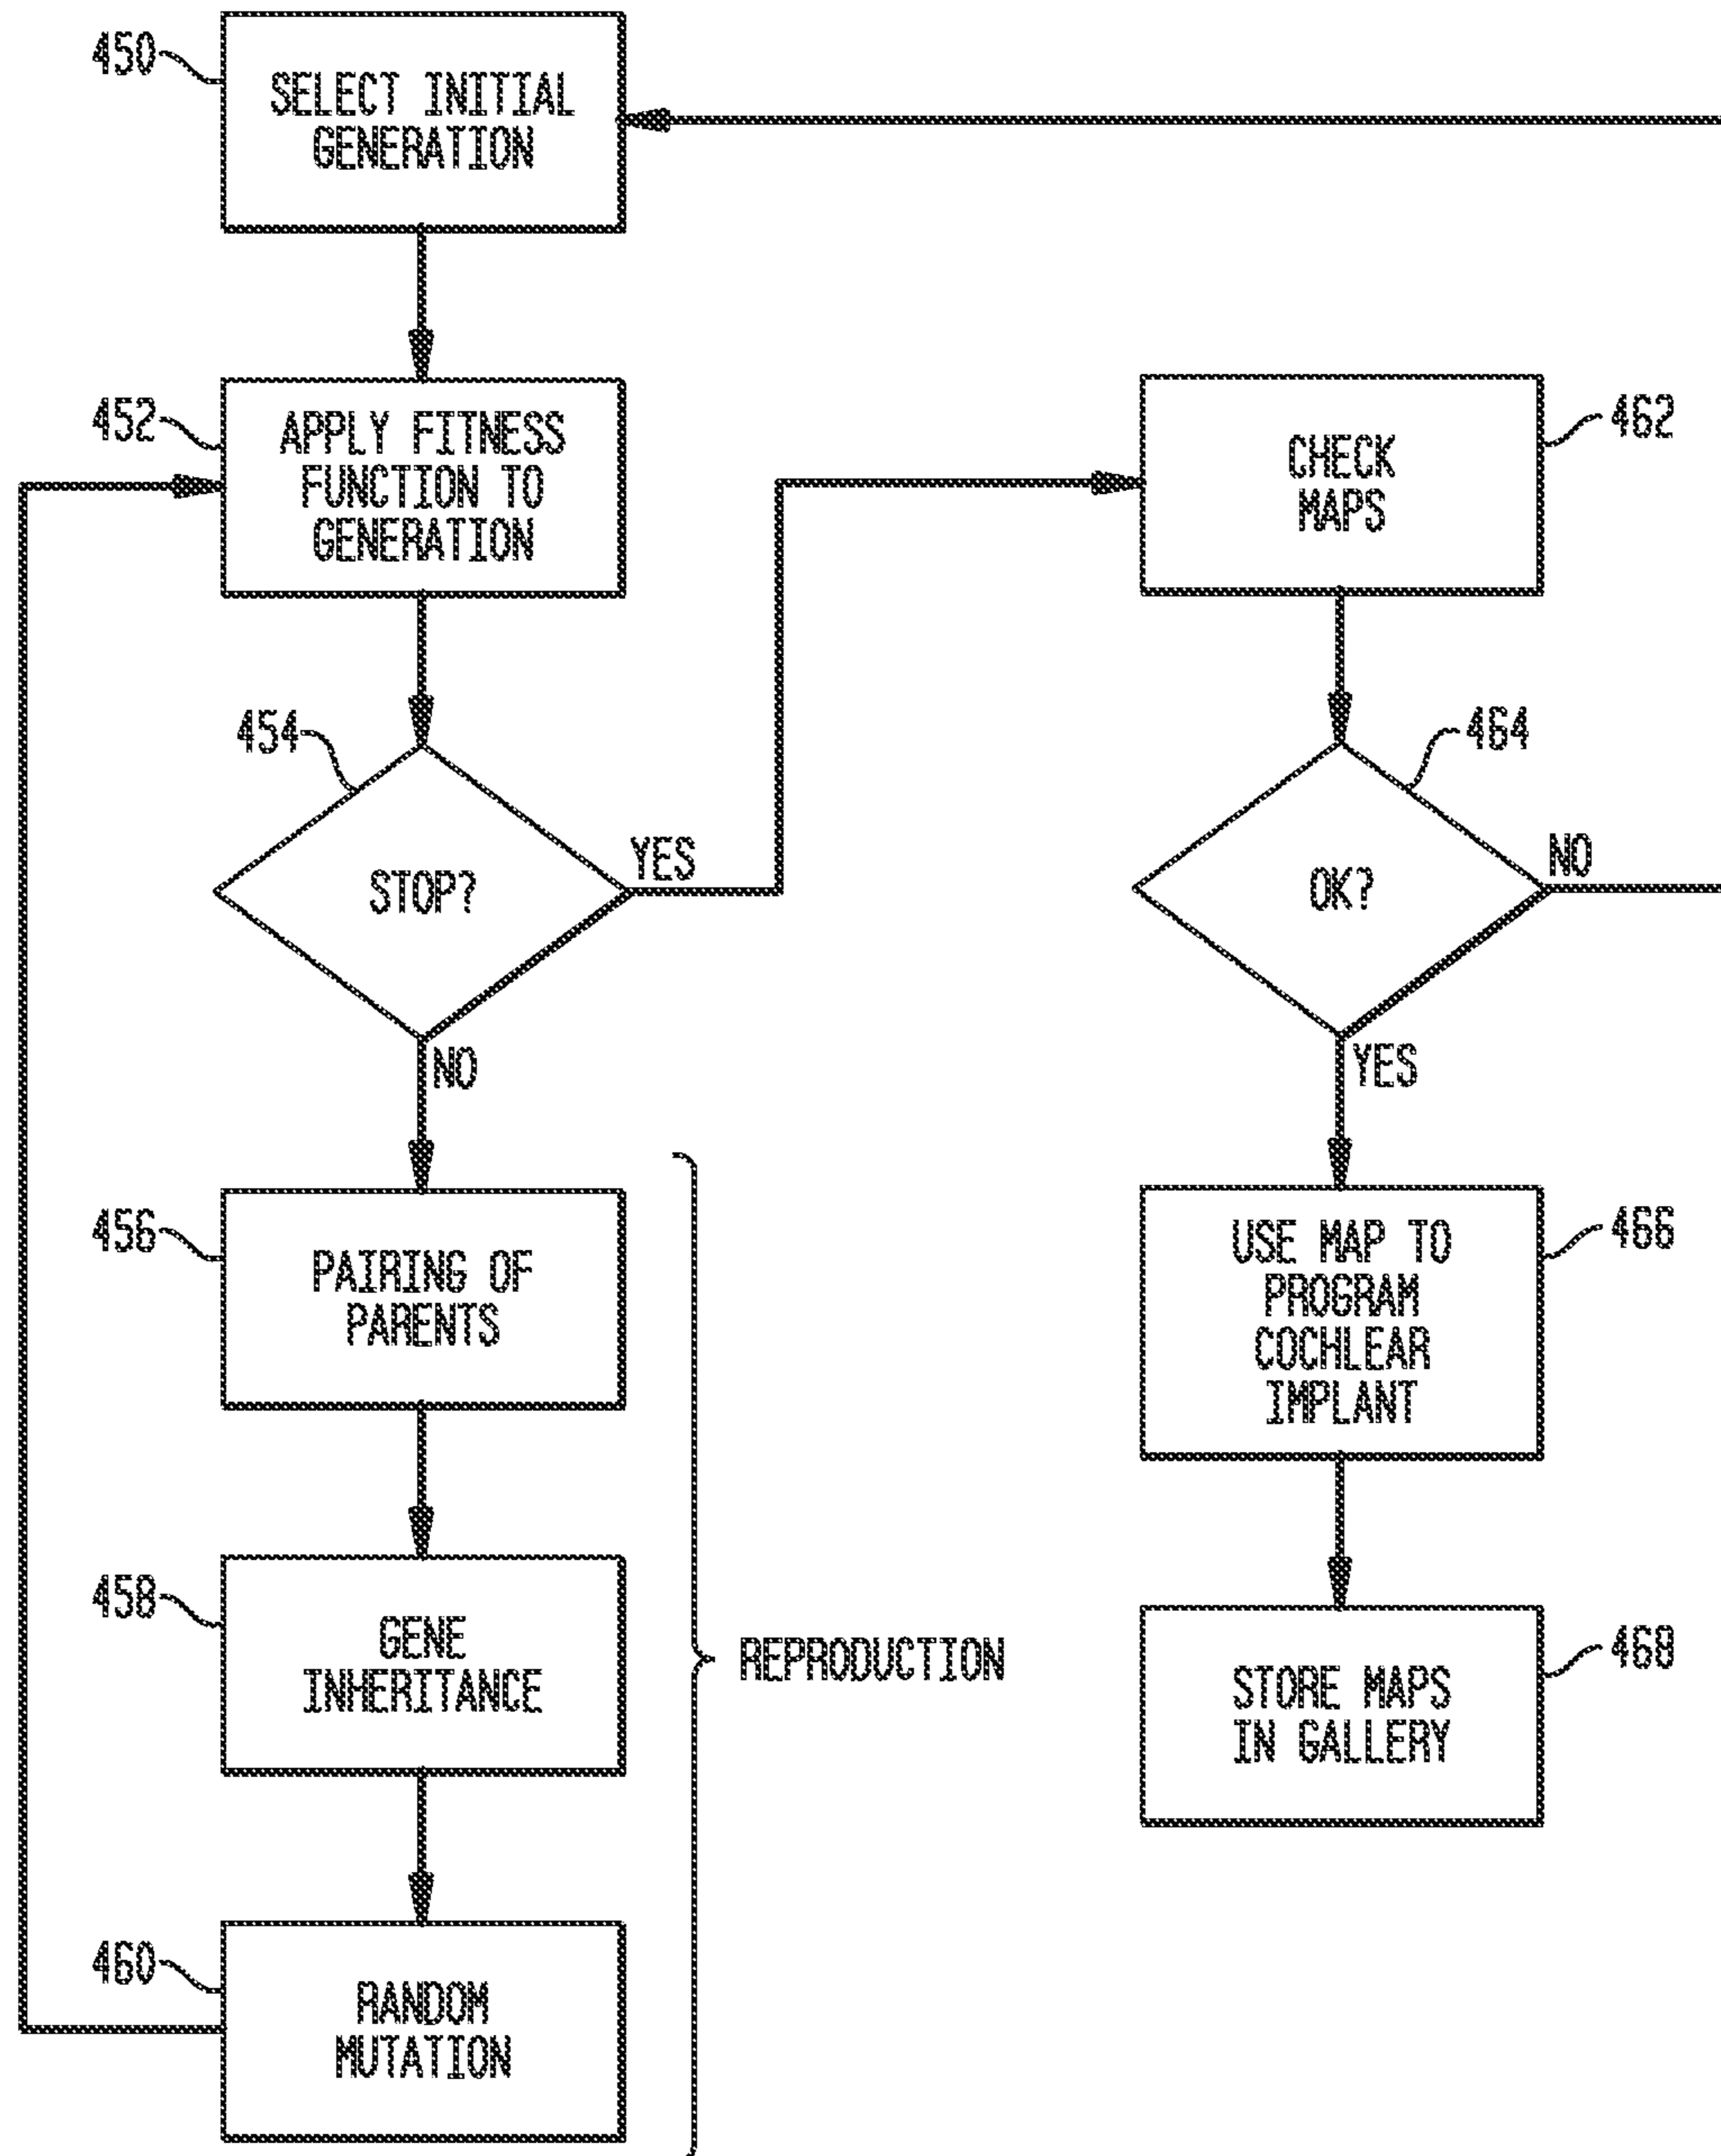 450
SELECT INITIAL
GENERATION
452
APPLY FITNESS
FUNCTION TO
GENERATION
454
STOP?
YES
NO
456
PAIRING OF
PARENTS
458
GENE
INHERITANCE
460
RANDOM
MUTATION
REPRODUCTION
462
CHECK
MAPS
464
OK?
NO
YES
466
USE MAP TO
PROGRAM
COCHLEAR
IMPLANT
468
STORE MAPS
IN GALLERY